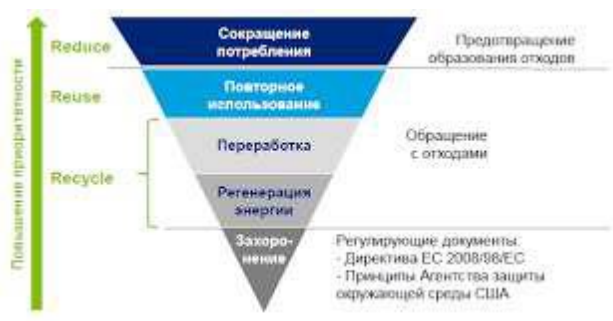 Повышение приоритетности
Reduce
Сокращение
потребления
Предотвращение
образования отходов
Reuse
Повторное
использование
Recycle
Переработка
Обращение
с отходами
Регенерация
энергии
Захоро-
нение
Регулирующие документы:
- Директива ЕС 2008/98/ЕС
- Принципы Агентства защиты
окружающей среды США